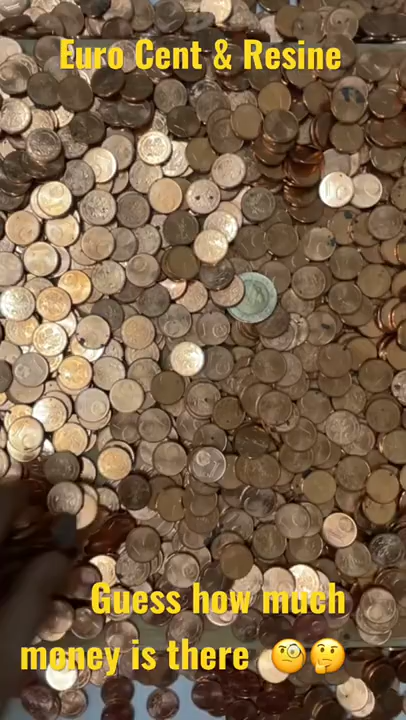 Euro Cent & Resine
Guess how much
money is there 🧐🤔